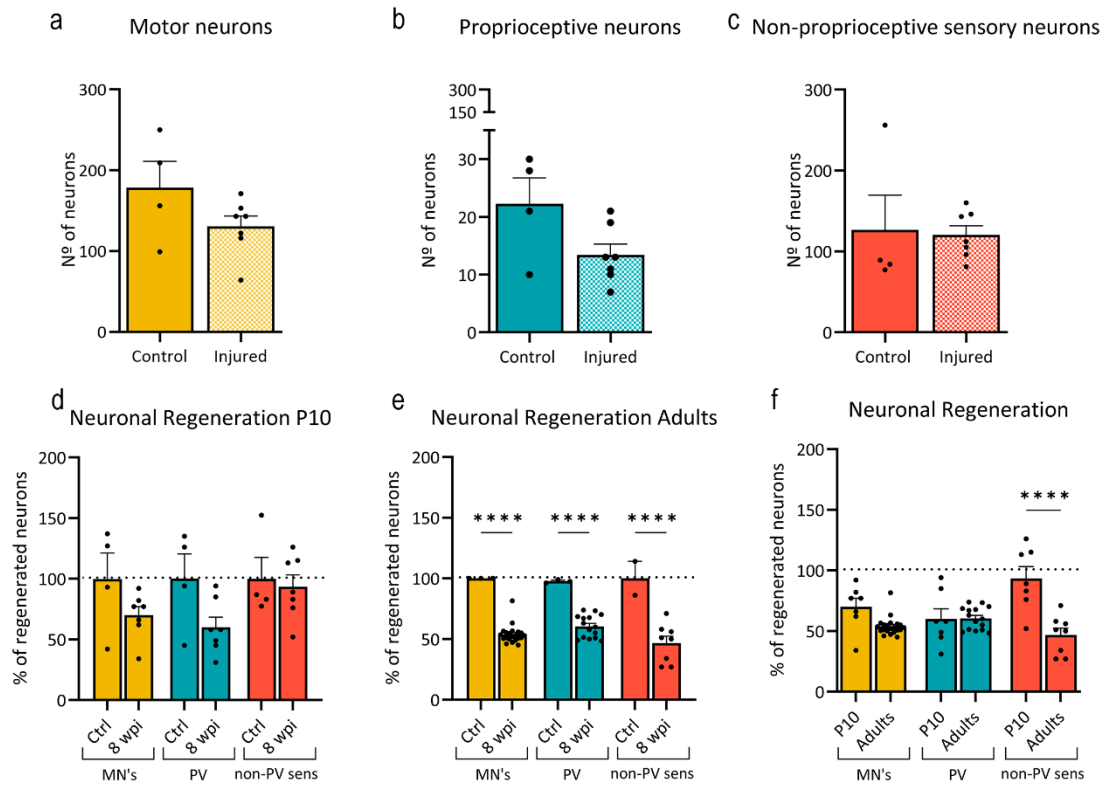 a Motor neurons
Nº of neurons
300
200
100
0
Control Injured
b Proprioceptive neurons
Nº of neurons
300
150
30
20
10
0
Control Injured
c Non-proprioceptive sensory neurons
Nº of neurons
300
200
100
0
Control Injured
d Neuronal Regeneration P10
% of regenerated neurons
200
150
100
50
0
Ctrl 8 wpi Ctrl 8 wpi Ctrl 8 wpi
MN's PV non-PV sens
e Neuronal Regeneration Adults
% of regenerated neurons
200
150
100
50
0
**** **** ****
Ctrl 8 wpi Ctrl 8 wpi Ctrl 8 wpi
MN's PV non-PV sens
f Neuronal Regeneration
% of regenerated neurons
200
150
100
50
0
****
P10 Adults P10 Adults P10 Adults
MN's PV non-PV sens